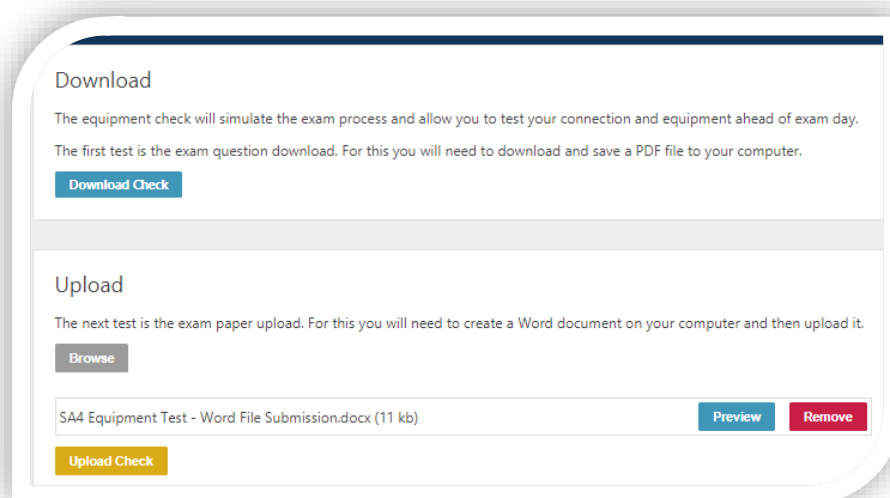 Download
The equipment check will simulate the exam process and allow you to test your connection and equipment ahead of exam day.
The first test is the exam question download. For this you will need to download and save a PDF file to your computer.
Download Check
Upload
The next test is the exam paper upload. For this you will need to create a Word document on your computer and then upload it.
Browse
SA4 Equipment Test - Word File Submission.docx (11 kb) Preview Remove
Upload Check